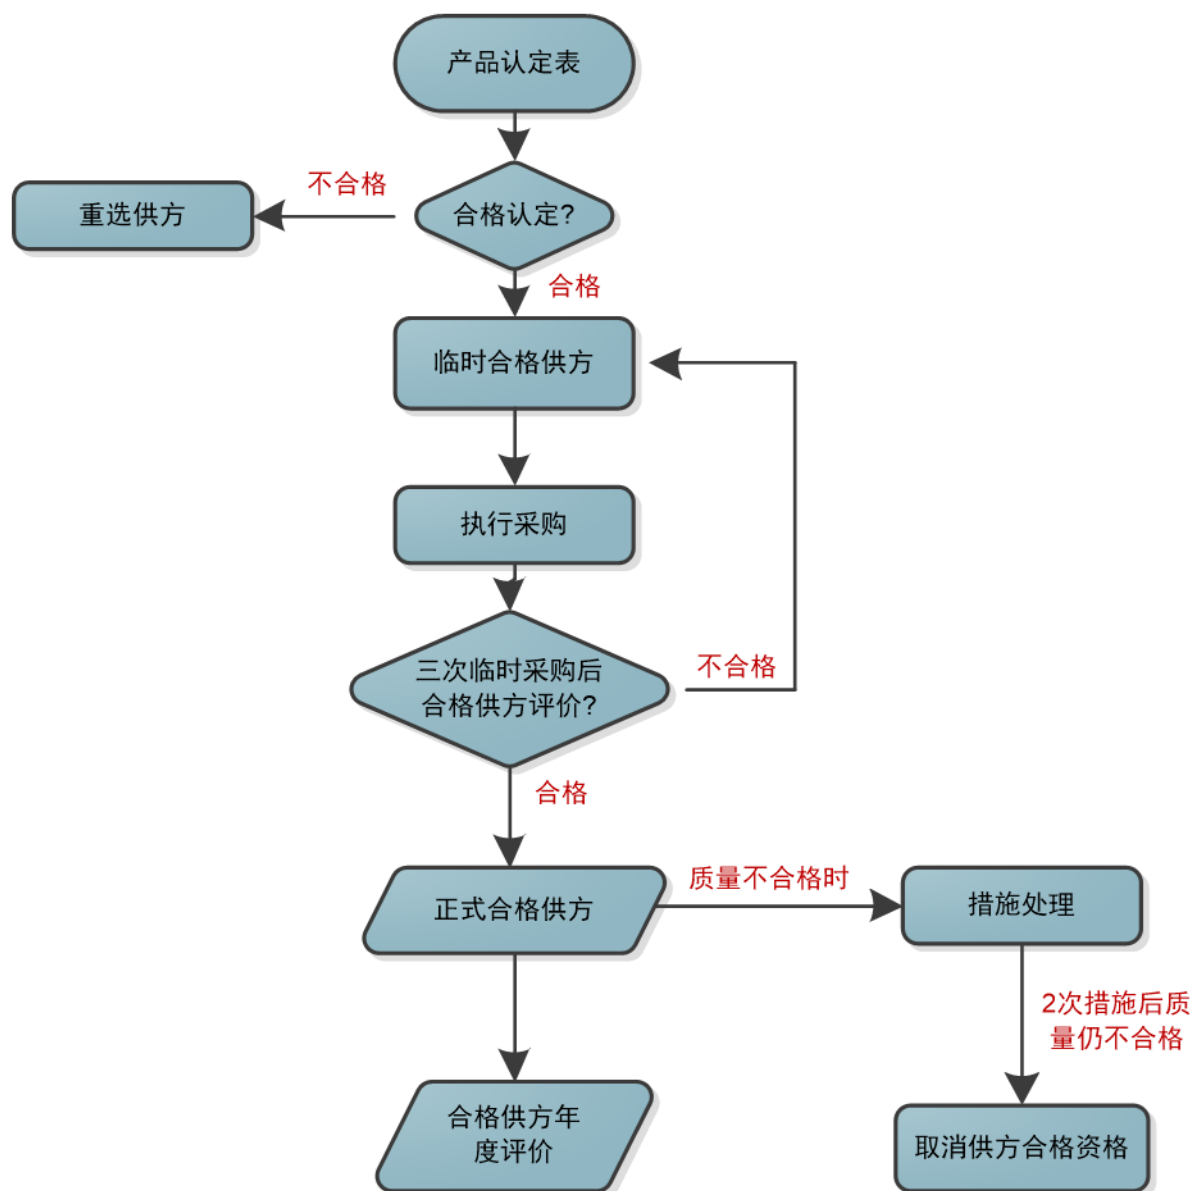 产品认定表
不合格
重选供方
合格认定?
合格
临时合格供方
执行采购
三次临时采购后
合格供方评价?
不合格
合格
正式合格供方
质量不合格时
措施处理
2次措施后质
量仍不合格
合格供方年
度评价
取消供方合格资格